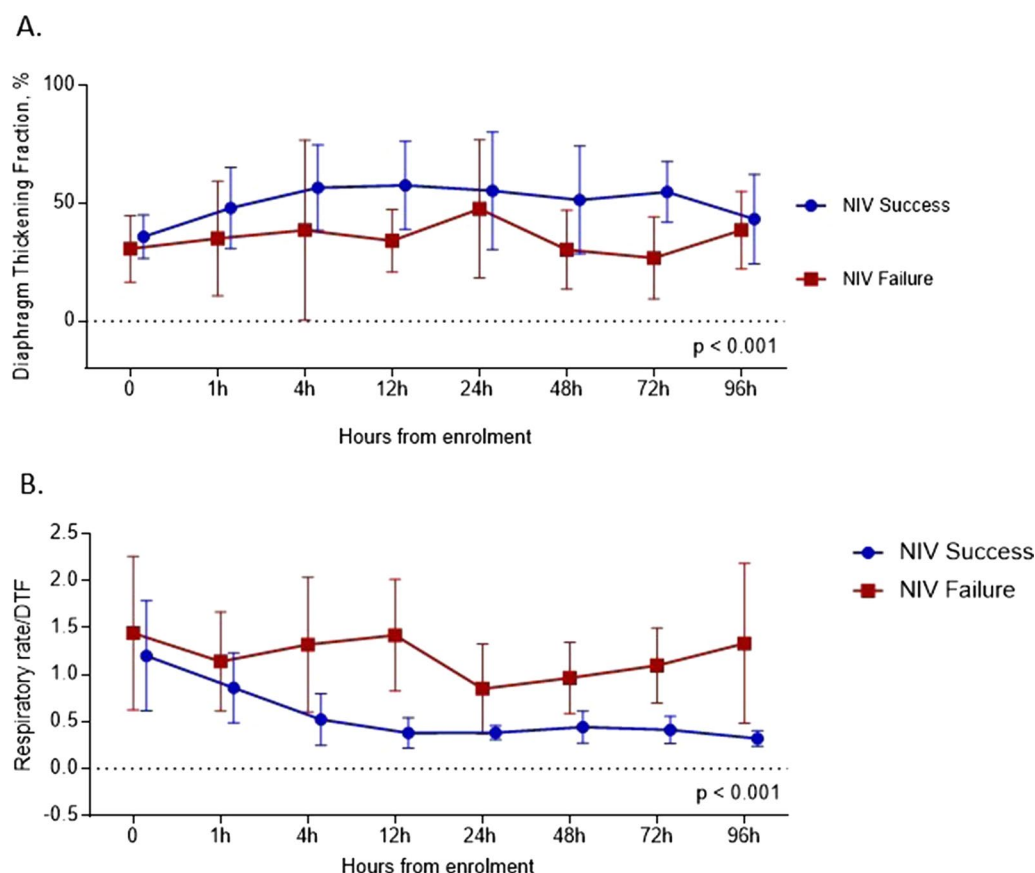 A.
Diaphragm Thickening Fraction, %
100
50
0
NIV Success
NIV Failure
p < 0.001
0 1h 4h 12h 24h 48h 72h 96h
Hours from enrolment
B.
Respiratory rate/DTF
2.5
2.0
1.5
1.0
0.5
0.0
-0.5
NIV Success
NIV Failure
p < 0.001
0 1h 4h 12h 24h 48h 72h 96h
Hours from enrolment